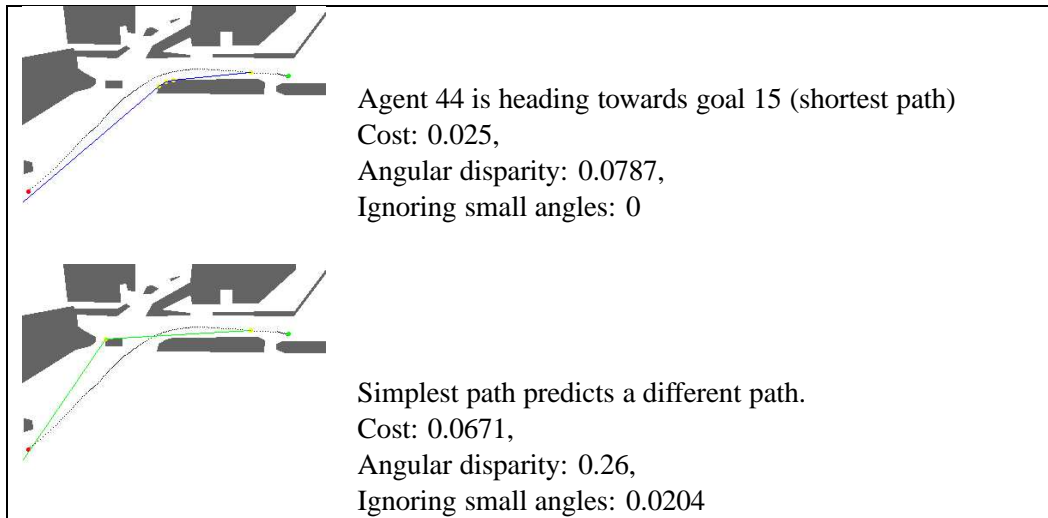 Agent 44 is heading towards goal 15 (shortest path)
Cost: 0.025,
Angular disparity: 0.0787,
Ignoring small angles: 0
Simplest path predicts a different path.
Cost: 0.0671,
Angular disparity: 0.26,
Ignoring small angles: 0.0204